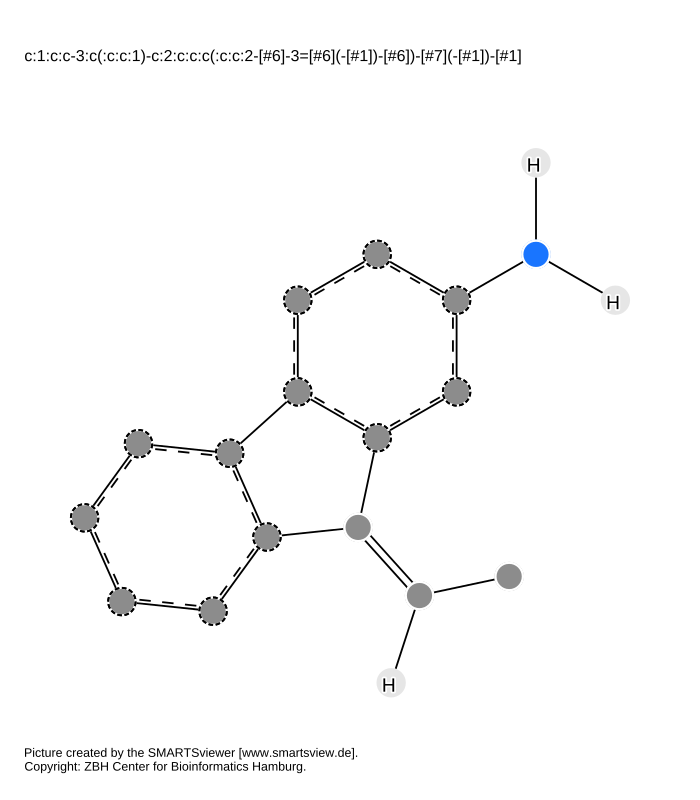 c:1:c:c-3:c(:c:c:1)-c:2:c:c:c(:c:c:2-[#6]-3=[#6](-[#1])-[#6])-[#7](-[#1])-[#1]
H
H
H
Picture created by the SMARTSviewer [www.smartsview.de].
Copyright: ZBH Center for Bioinformatics Hamburg.